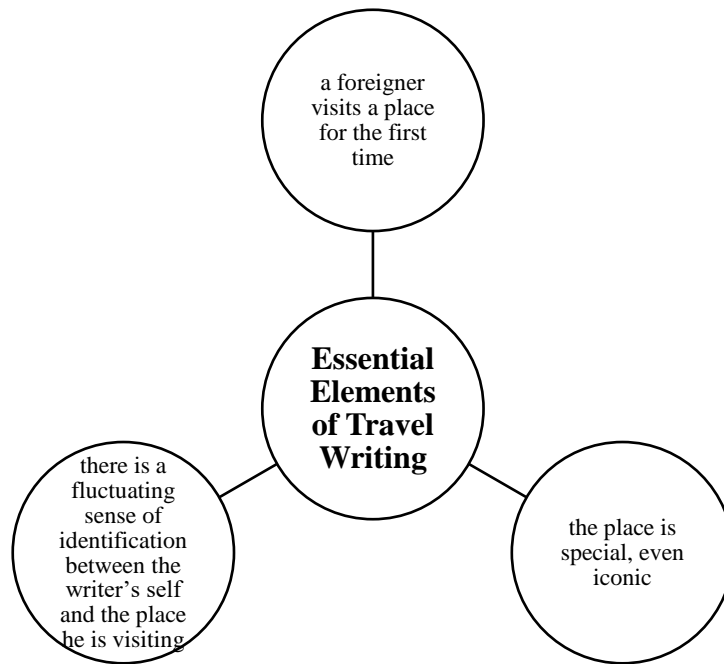 a foreigner
visits a place
for the first
time
Essential
Elements
of Travel
Writing
there is a
fluctuating
sense of
identification
between the
writer’s self
and the place
he is visiting
the place is
special, even
iconic